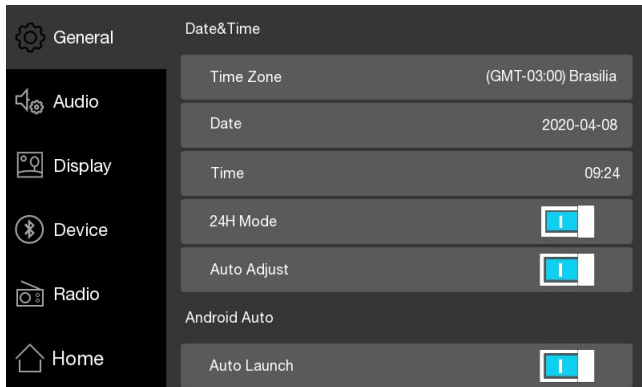 General
Audio
Display
Device
Radio
Home
Date&Time
Time Zone (GMT-03:00) Brasilia
Date 2020-04-08
Time 09:24
24H Mode
Auto Adjust
Android Auto
Auto Launch